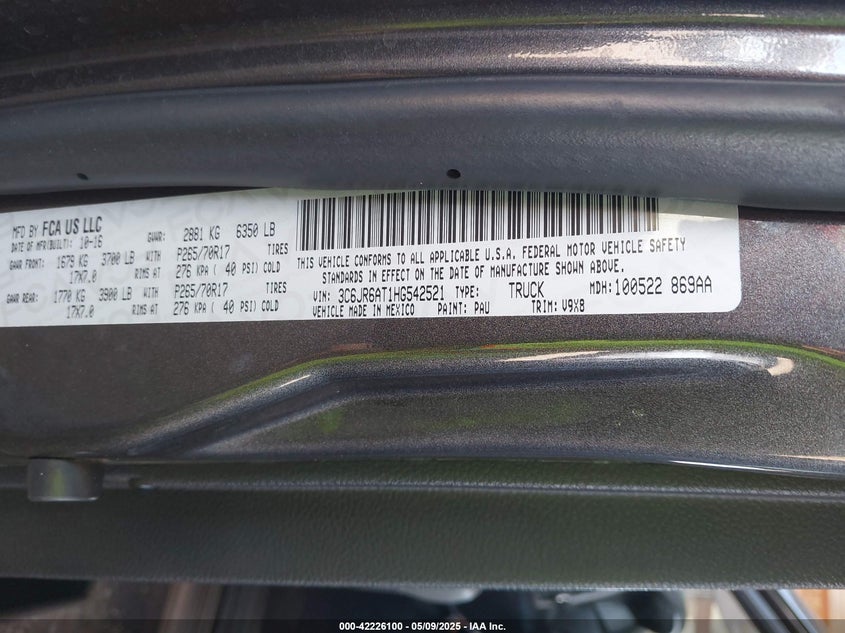 MFD BY FCA US LLC
DATE OF MFR(BUILT): 10-16 GVWR: 2881 KG 6350 LB
GAWR FRONT: 1679 KG 3700 LB WITH P265/70R17 TIRES
17X7.0 RIMS AT 276 KPA ( 40 PSI) COLD
GAWR REAR: 1770 KG 3900 LB WITH P265/70R17 TIRES
17X7.0 RIMS AT 276 KPA ( 40 PSI) COLD
THIS VEHICLE CONFORMS TO ALL APPLICABLE U.S.A. FEDERAL MOTOR VEHICLE SAFETY
STANDARDS IN EFFECT ON THE DATE OF MANUFACTURE SHOWN ABOVE.
VIN: 3C6JR6AT1HG542521 TYPE: TRUCK MDH: 100522 869AA
VEHICLE MADE IN MEXICO PAINT: PAU TRIM: V9X8
000-42226100 - 05/09/2025 - IAA Inc.